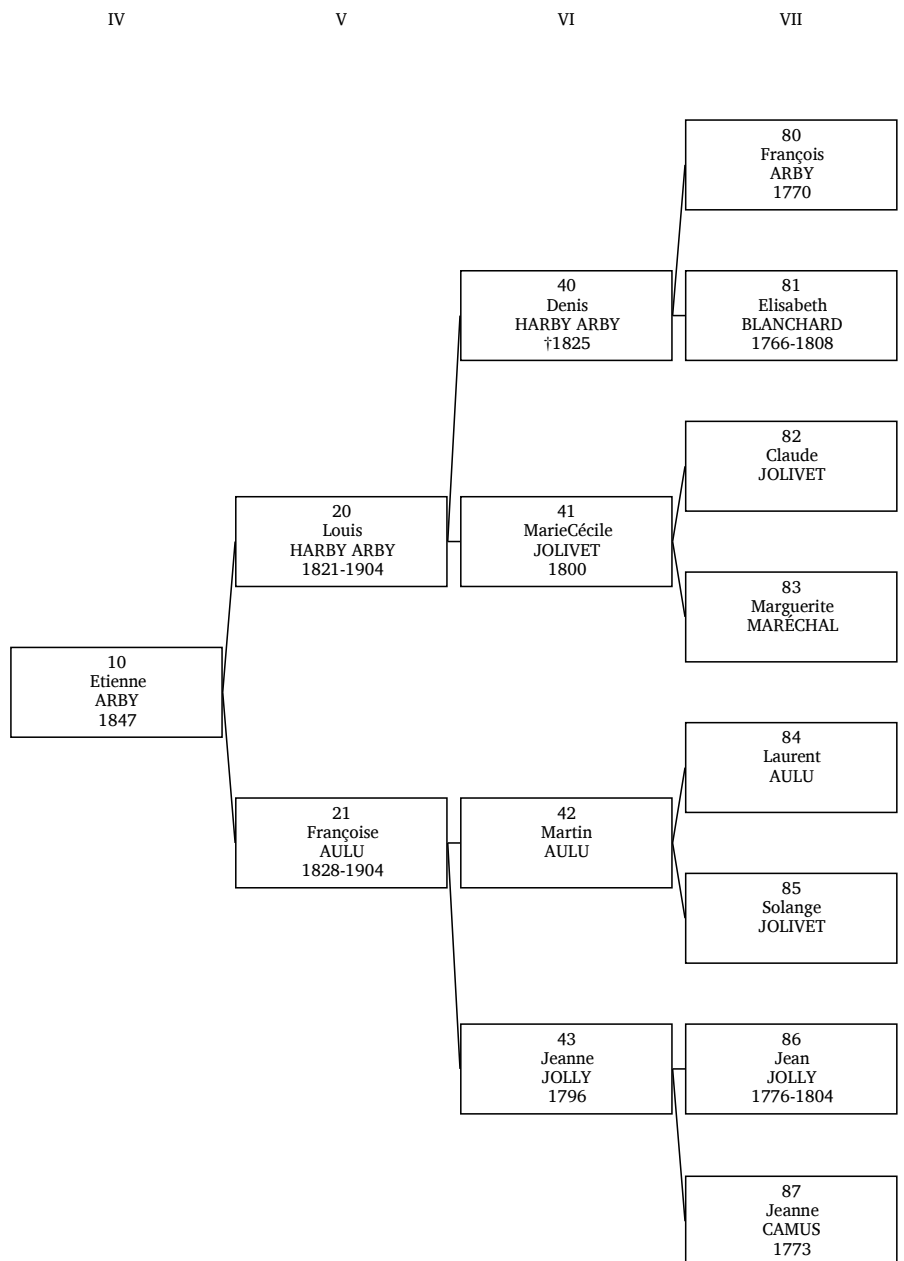 IV V VI VII
80
François
ARBY
1770
40
Denis
HARBY ARBY
†1825
81
Elisabeth
BLANCHARD
1766-1808
82
Claude
JOLIVET
20
Louis
HARBY ARBY
1821-1904
41
MarieCécile
JOLIVET
1800
83
Marguerite
MARÉCHAL
10
Etienne
ARBY
1847
84
Laurent
AULU
21
Françoise
AULU
1828-1904
42
Martin
AULU
85
Solange
JOLIVET
43
Jeanne
JOLLY
1796
86
Jean
JOLLY
1776-1804
87
Jeanne
CAMUS
1773